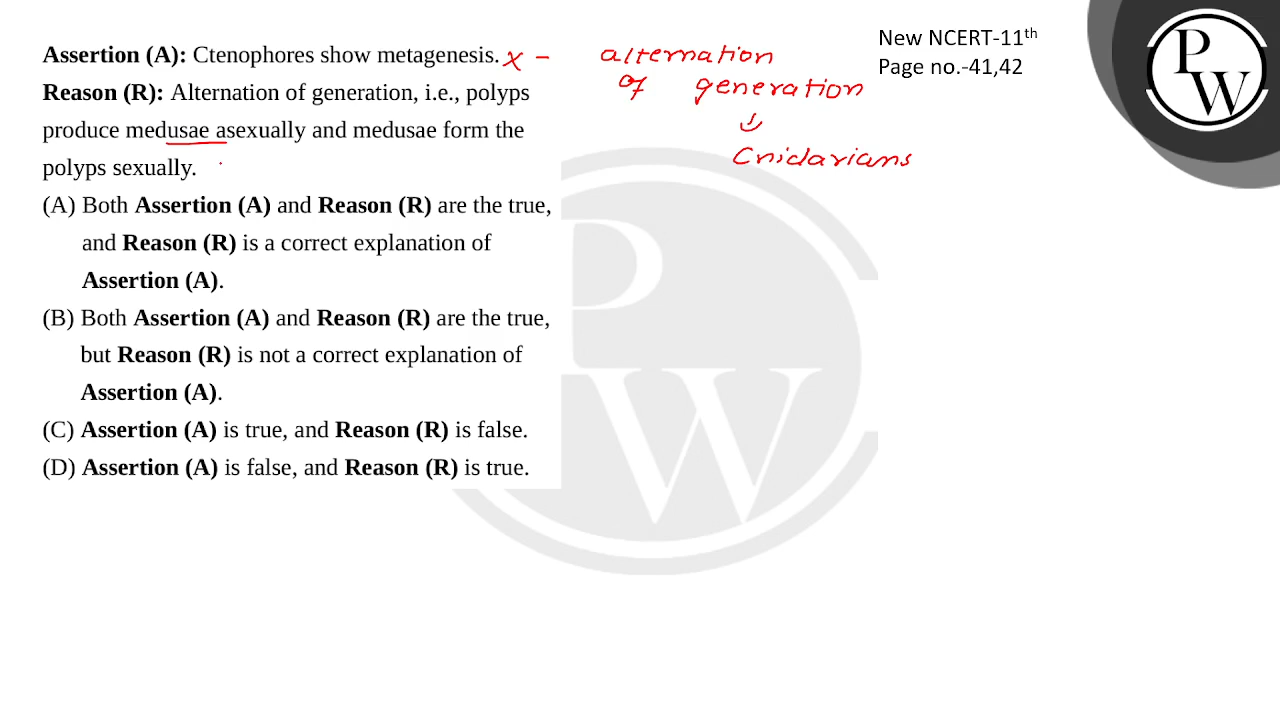 Assertion (A): Ctenophores show metagenesis. x -
Reason (R): Alternation of generation, i.e., polyps
produce medusae asexually and medusae form the
polyps sexually.
(A) Both Assertion (A) and Reason (R) are the true,
and Reason (R) is a correct explanation of
Assertion (A).
(B) Both Assertion (A) and Reason (R) are the true,
but Reason (R) is not a correct explanation of
Assertion (A).
(C) Assertion (A) is true, and Reason (R) is false.
(D) Assertion (A) is false, and Reason (R) is true.
alternation
of generation
Cnidarians
New NCERT-11th
Page no.-41,42
P
W
P
W